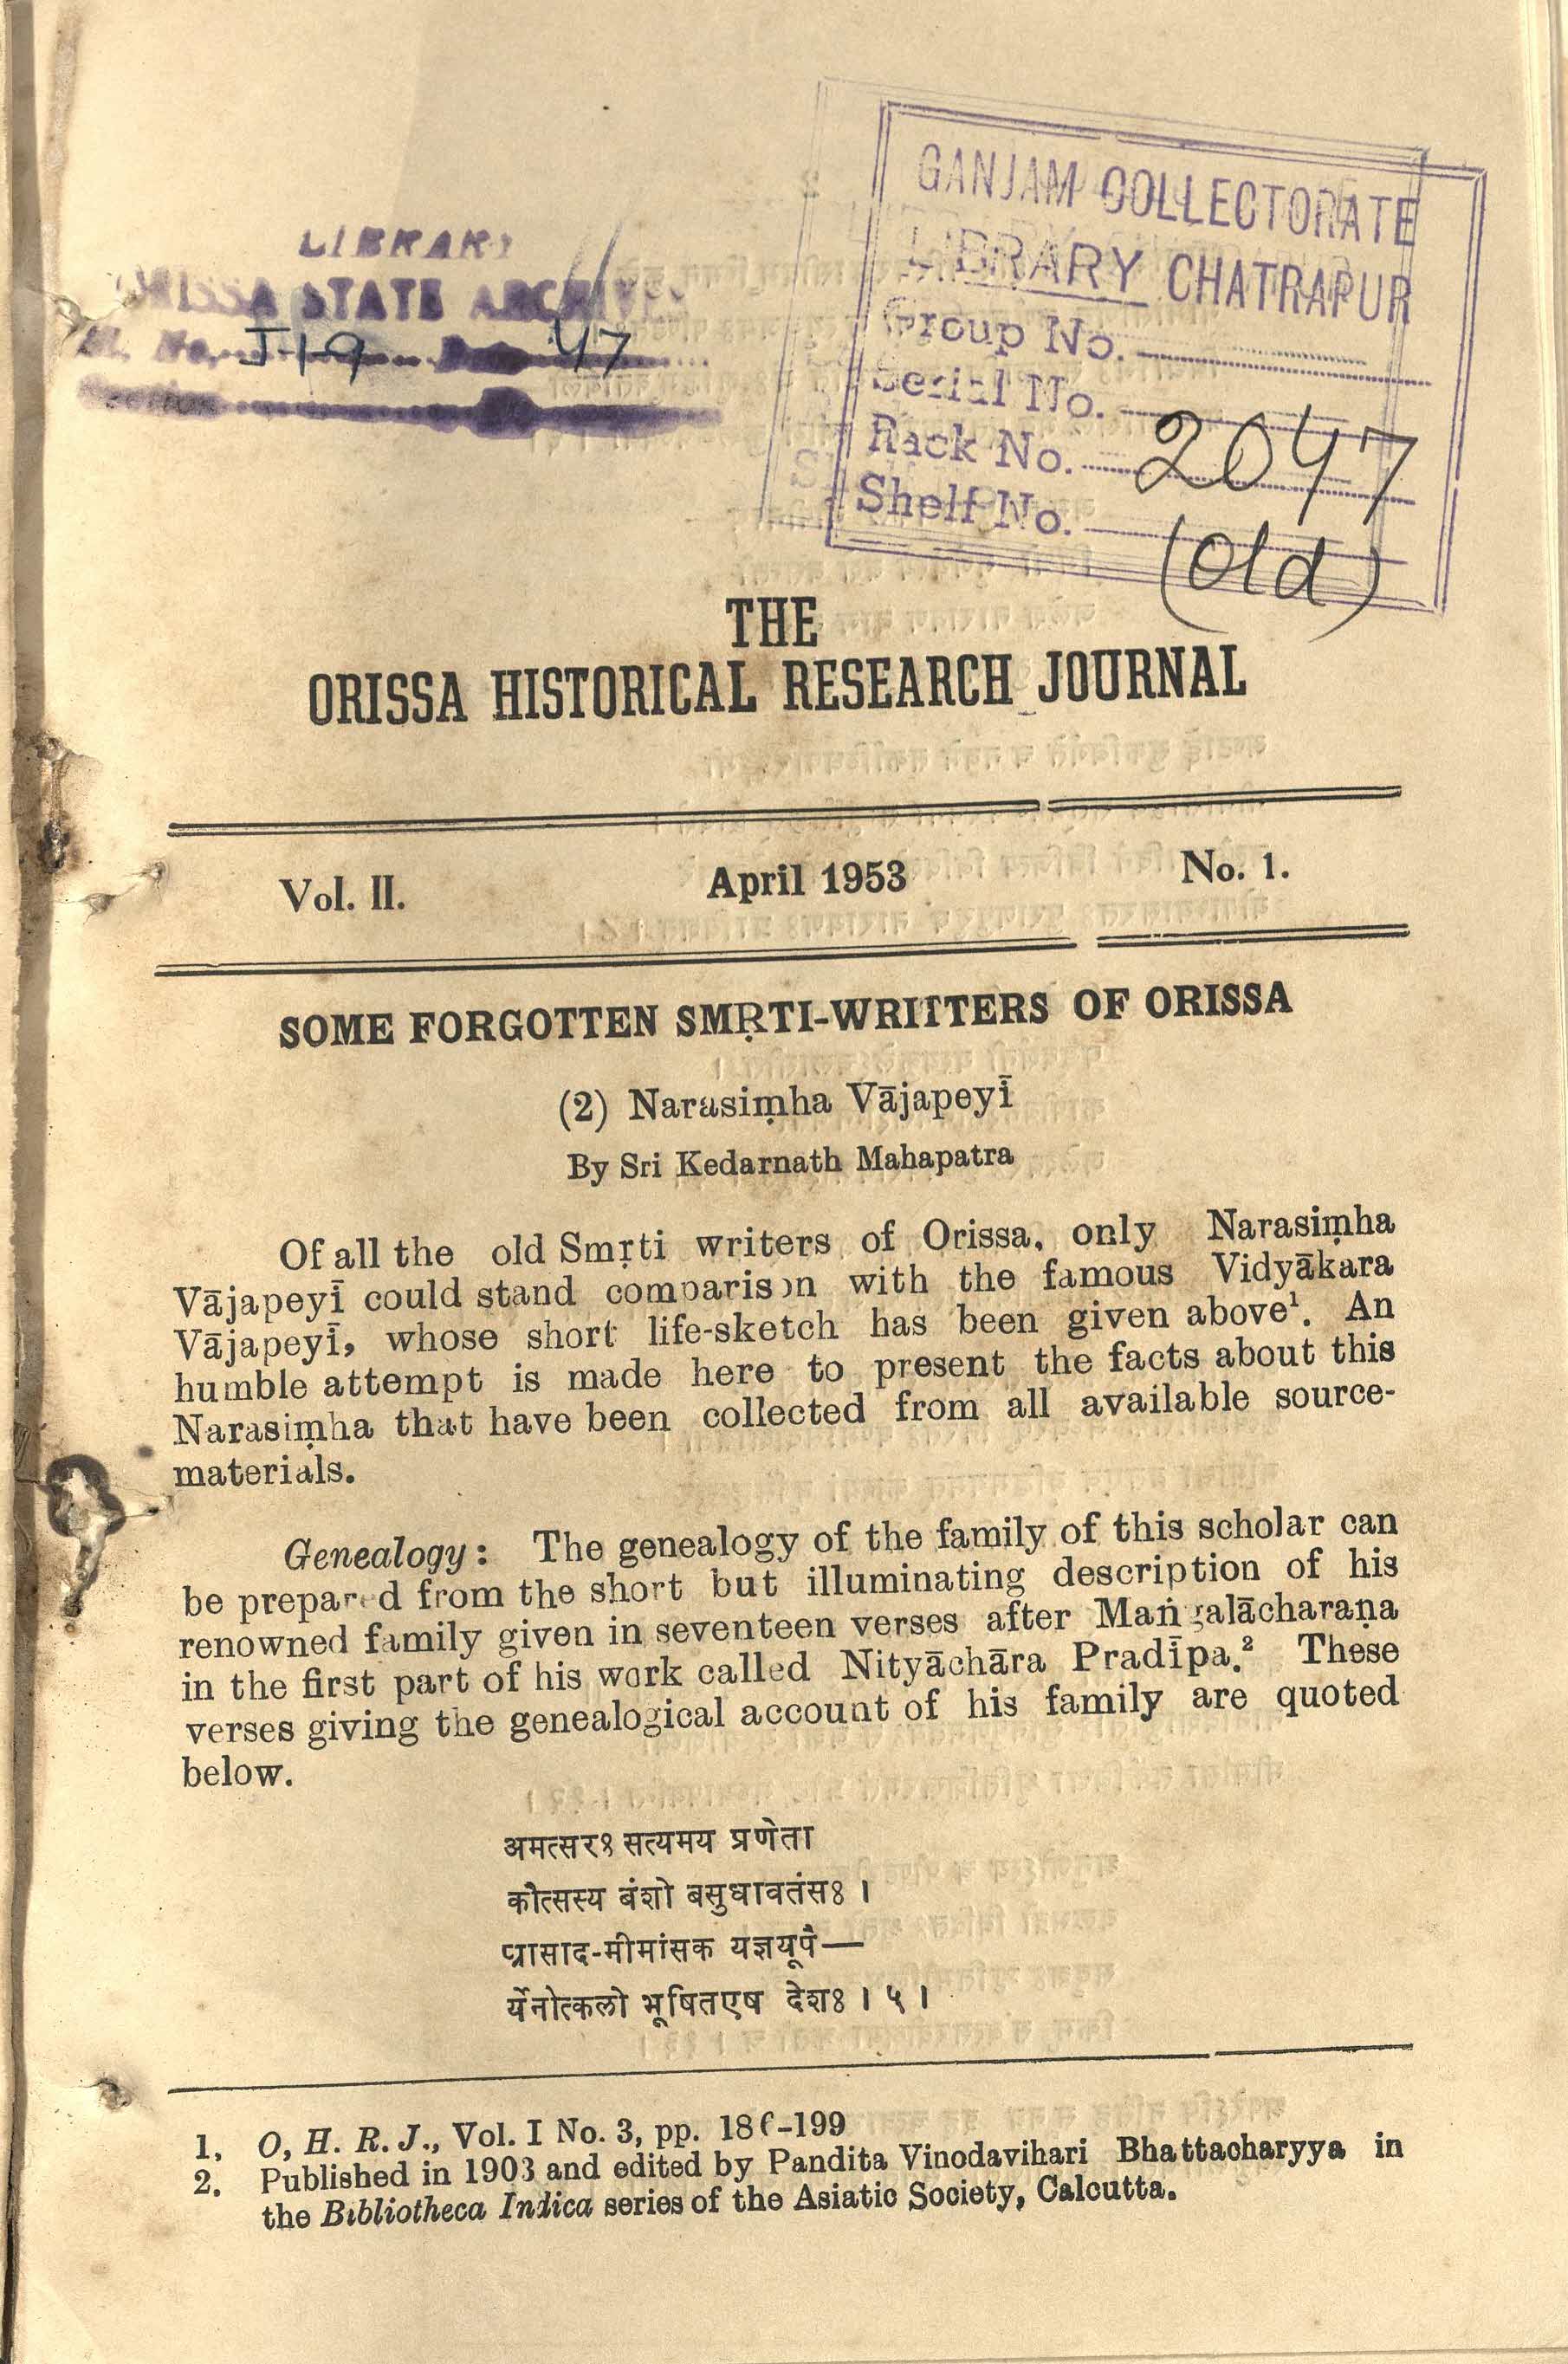 LIBRARY
STATE
J-19 47
GANJAM COLLECTORATE
LIBRARY CHATRAPUR
Group No.
Serial No.
Rack No. 2047
Shelf No. (old)
THE
ORISSA HISTORICAL RESEARCH JOURNAL
Vol. II. April 1953 No. 1.
SOME FORGOTTEN SMṚTI-WRITTERS OF ORISSA
(2) Narasiṃha Vājapeyī
By Sri Kedarnath Mahapatra
Of all the old Smṛti writers of Orissa, only Narasiṃha
Vājapeyī could stand comparison with the famous Vidyākara
Vājapeyī, whose short life-sketch has been given above¹. An
humble attempt is made here to present the facts about this
Narasiṃha that have been collected from all available source-
materials.
Genealogy: The genealogy of the family of this scholar can
be prepared from the short but illuminating description of his
renowned family given in seventeen verses after Maṅgalācharaṇa
in the first part of his work called Nityāchāra Pradīpa.² These
verses giving the genealogical account of his family are quoted
below.
अमत्सरः सत्यमय प्रणेता
कौत्सस्य बंशो बसुधावतंसः ।
प्रासाद-मीमांसक यज्ञयूपै—
र्येनोत्कलो भूषितएष देशः । ५ ।
1. O, H. R. J., Vol. I No. 3, pp. -199
2. Published in 1903 and edited by Pandita Vinodavihari Bhattacharyya in
the Bibliotheca Indica series of the Asiatic Society, Calcutta.